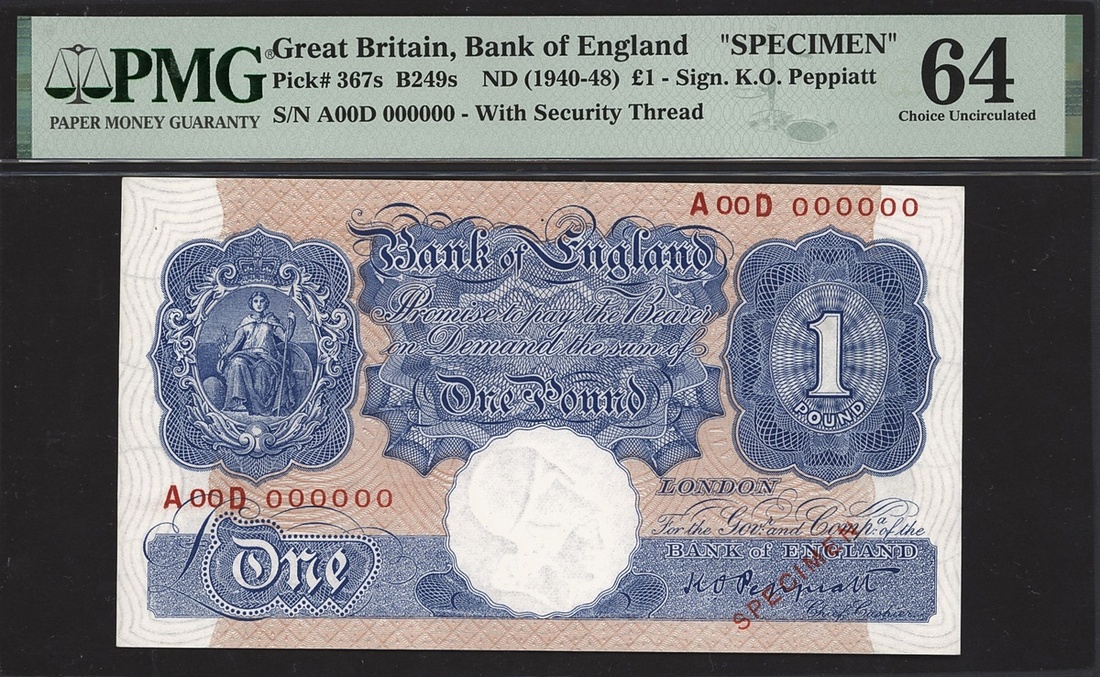 PMG®
PAPER MONEY GUARANTY
Great Britain, Bank of England "SPECIMEN"
Pick# 367s B249s ND (1940-48) £1 - Sign. K.O. Peppiatt
S/N A00D 000000 - With Security Thread
64
Choice Uncirculated
A00D 000000
Bank of England
Promise to pay the Bearer
on Demand the sum of
One Pound
1
POUND
A00D 000000
LONDON
For the Govr. and Compa. of the
BANK of ENGLAND
K O Peppiatt
Chief Cashier
SPECIMEN
One